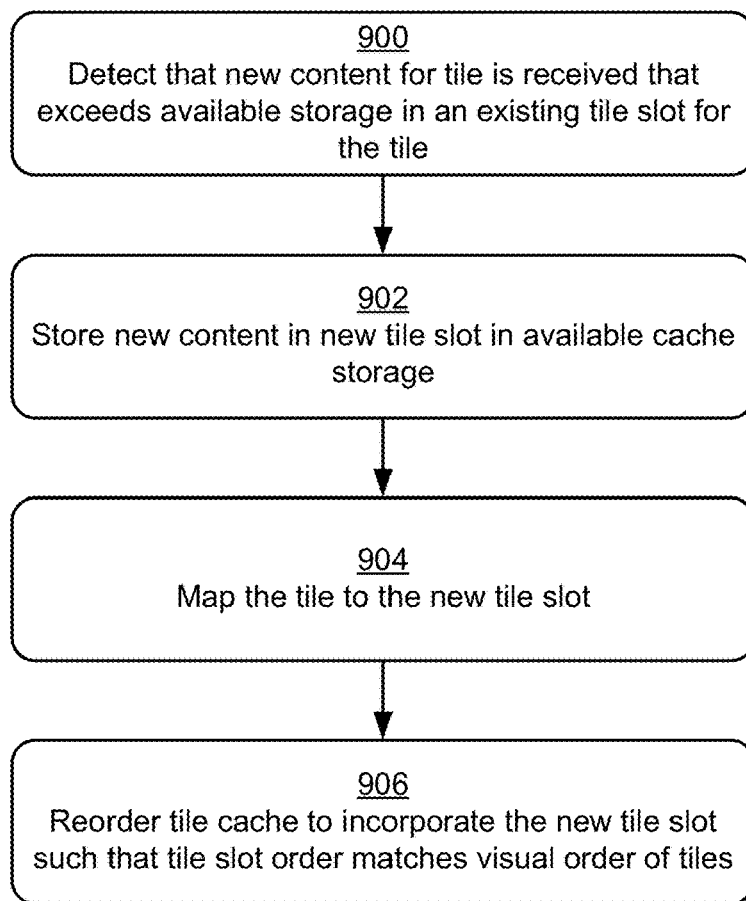 900
Detect that new content for tile is received that
exceeds available storage in an existing tile slot for
the tile
902
Store new content in new tile slot in available cache
storage
904
Map the tile to the new tile slot
906
Reorder tile cache to incorporate the new tile slot
such that tile slot order matches visual order of tiles